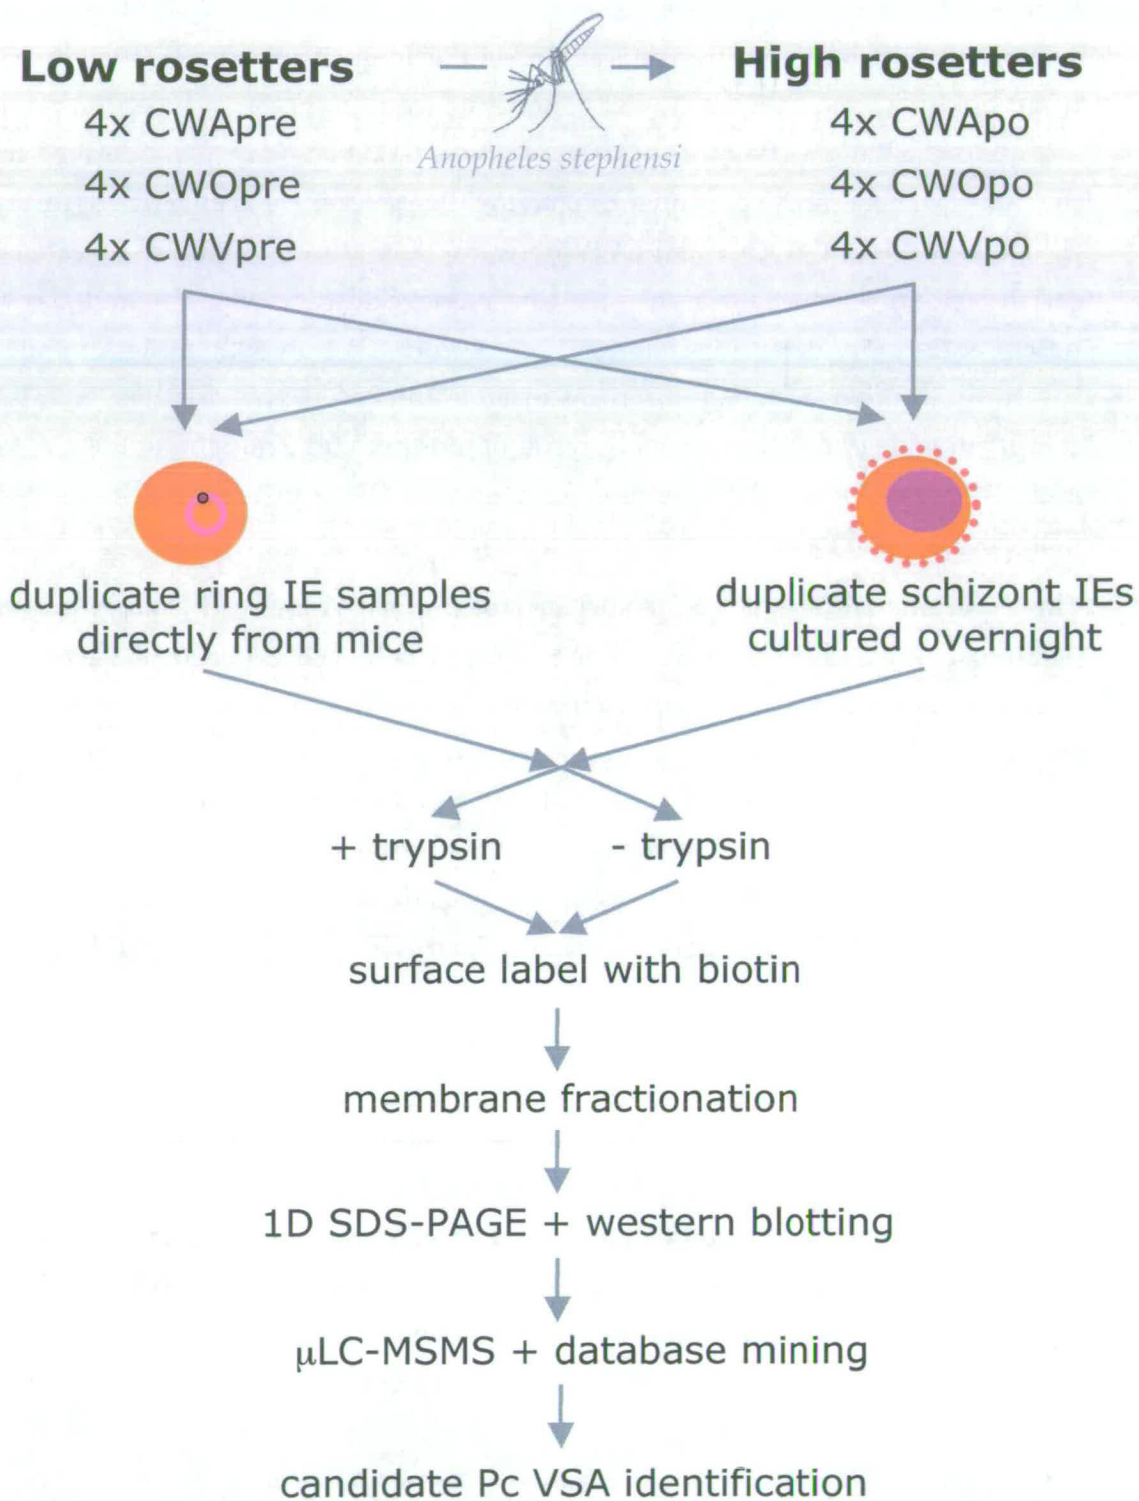 Low rosetters
High rosetters
4x CWApre
4x CWOpre
4x CWVpre
Anopheles stephensi
4x CWApo
4x CWOpo
4x CWVpo
duplicate ring IE samples
directly from mice
duplicate schizont IEs
cultured overnight
+ trypsin
- trypsin
surface label with biotin
membrane fractionation
1D SDS-PAGE + western blotting
μLC-MSMS + database mining
candidate Pc VSA identification